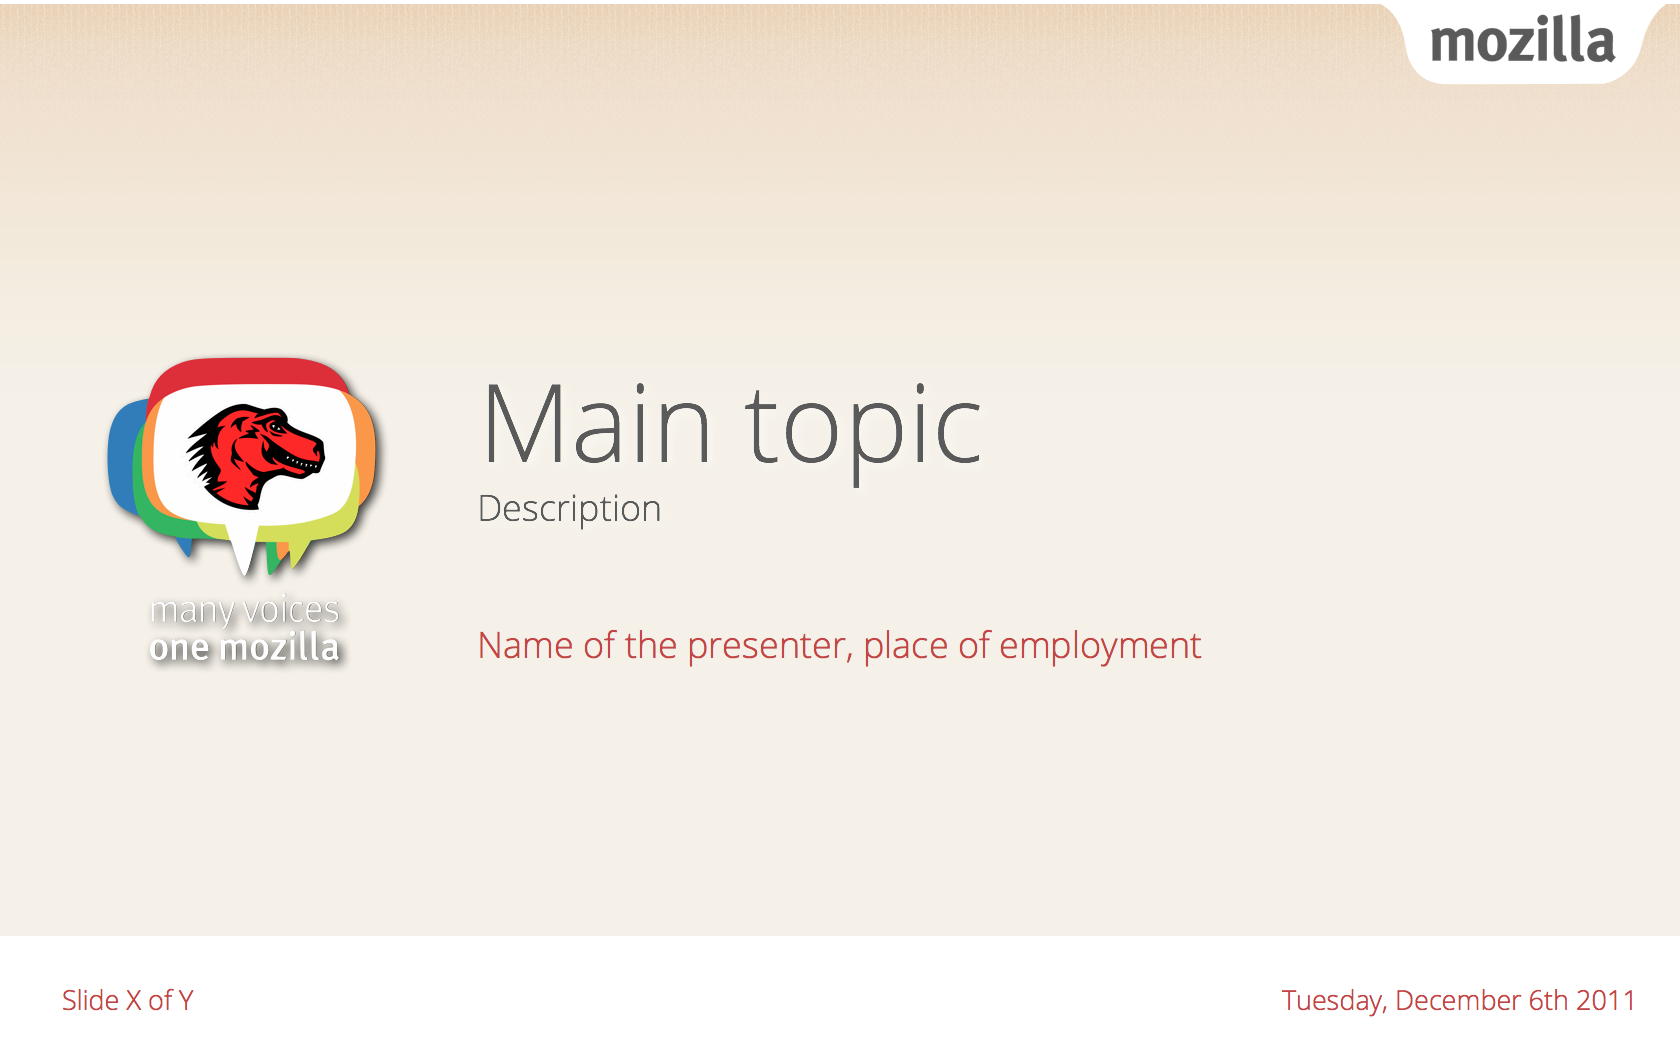 mozilla
Main topic
Description
many voices
one mozilla
Name of the presenter, place of employment
Slide X of Y
Tuesday, December 6th 2011